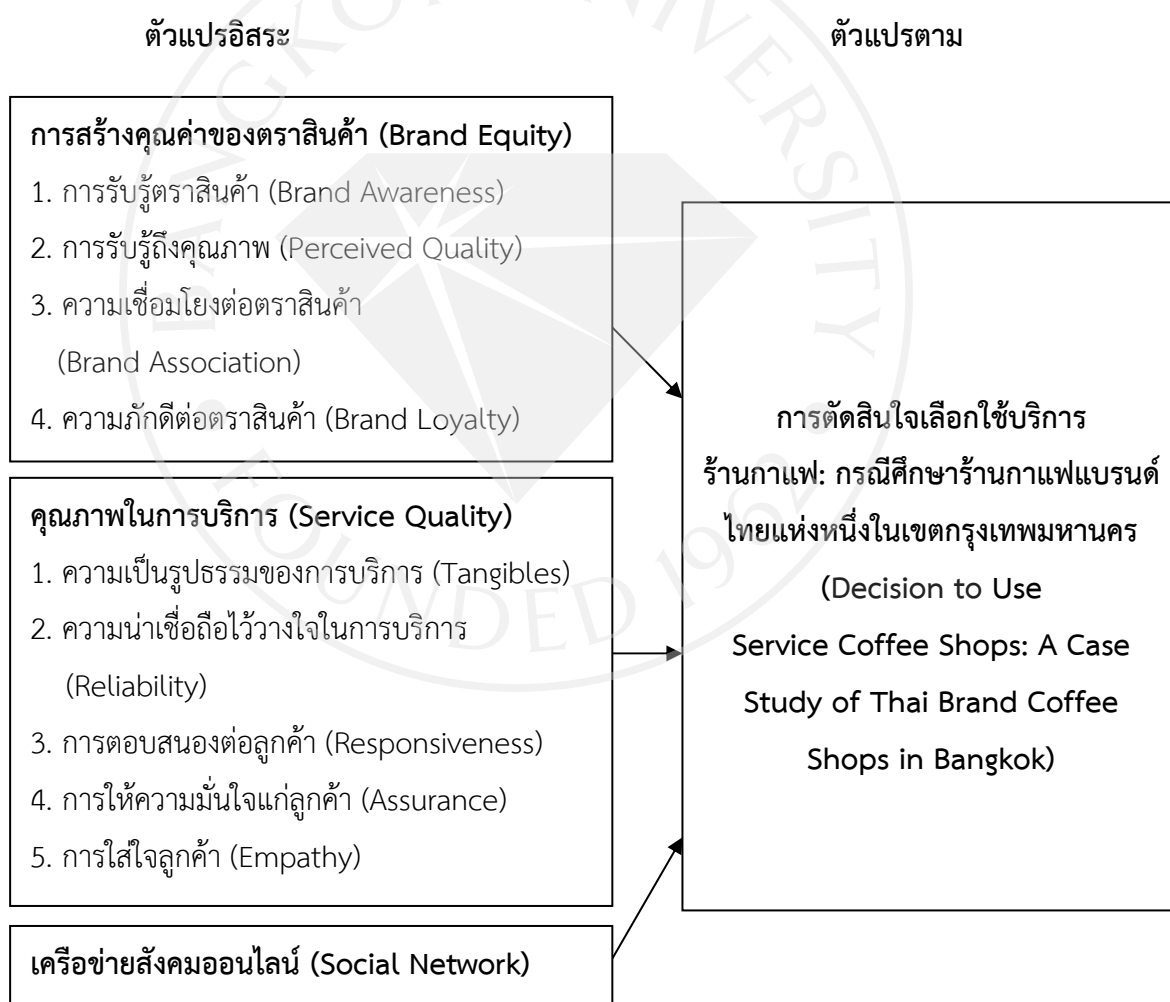 ตัวแปรอิสระ
ตัวแปรตาม
การสร้างคุณค่าของตราสินค้า (Brand Equity)
1. การรับรู้ตราสินค้า (Brand Awareness)
2. การรับรู้ถึงคุณภาพ (Perceived Quality)
3. ความเชื่อมโยงต่อตราสินค้า
(Brand Association)
4. ความภักดีต่อตราสินค้า (Brand Loyalty)
คุณภาพในการบริการ (Service Quality)
1. ความเป็นรูปธรรมของการบริการ (Tangibles)
2. ความน่าเชื่อถือไว้วางใจในการบริการ
(Reliability)
3. การตอบสนองต่อลูกค้า (Responsiveness)
4. การให้ความมั่นใจแก่ลูกค้า (Assurance)
5. การใส่ใจลูกค้า (Empathy)
เครือข่ายสังคมออนไลน์ (Social Network)
การตัดสินใจเลือกใช้บริการ
ร้านกาแฟ: กรณีศึกษาร้านกาแฟแบรนด์
ไทยแห่งหนึ่งในเขตกรุงเทพมหานคร
(Decision to Use
Service Coffee Shops: A Case
Study of Thai Brand Coffee
Shops in Bangkok)
BANGKOK UNIVERSITY
FOUNDED 1962